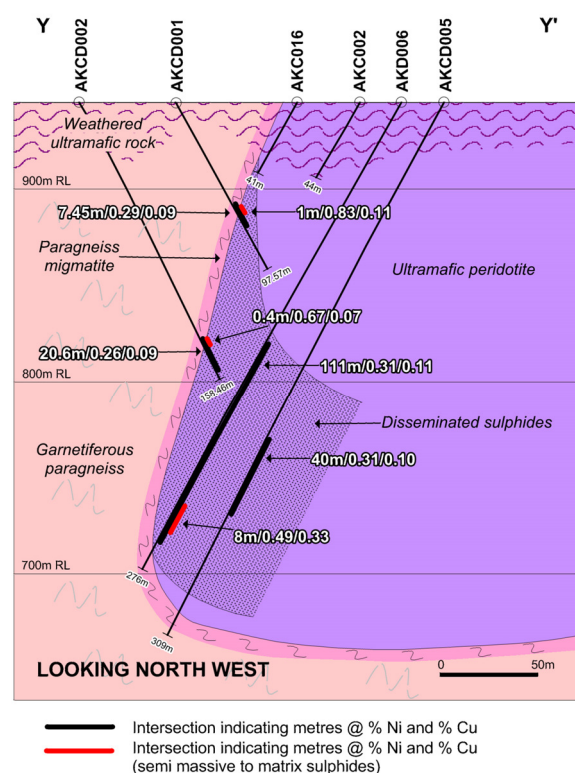 Y
Y'
AKCD002
AKCD001
AKC016
AKC002
AKD006
AKCD005
Weathered
ultramafic rock
41m
44m
900m RL
7.45m/0.29/0.09
1m/0.83/0.11
Paragneiss
migmatite
Ultramafic peridotite
97.57m
0.4m/0.67/0.07
20.6m/0.26/0.09
111m/0.31/0.11
800m RL
158.46m
Disseminated sulphides
Garnetiferous
paragneiss
40m/0.31/0.10
8m/0.49/0.33
700m RL
276m
309m
LOOKING NORTH WEST
0
50m
Intersection indicating metres @ % Ni and % Cu
Intersection indicating metres @ % Ni and % Cu
(semi massive to matrix sulphides)